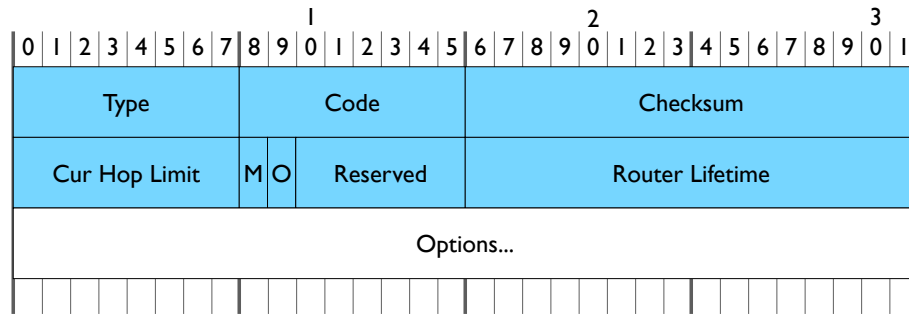 1 2 3
0 1 2 3 4 5 6 7 8 9 0 1 2 3 4 5 6 7 8 9 0 1 2 3 4 5 6 7 8 9 0 1
Type Code Checksum
Cur Hop Limit M O Reserved Router Lifetime
Options...